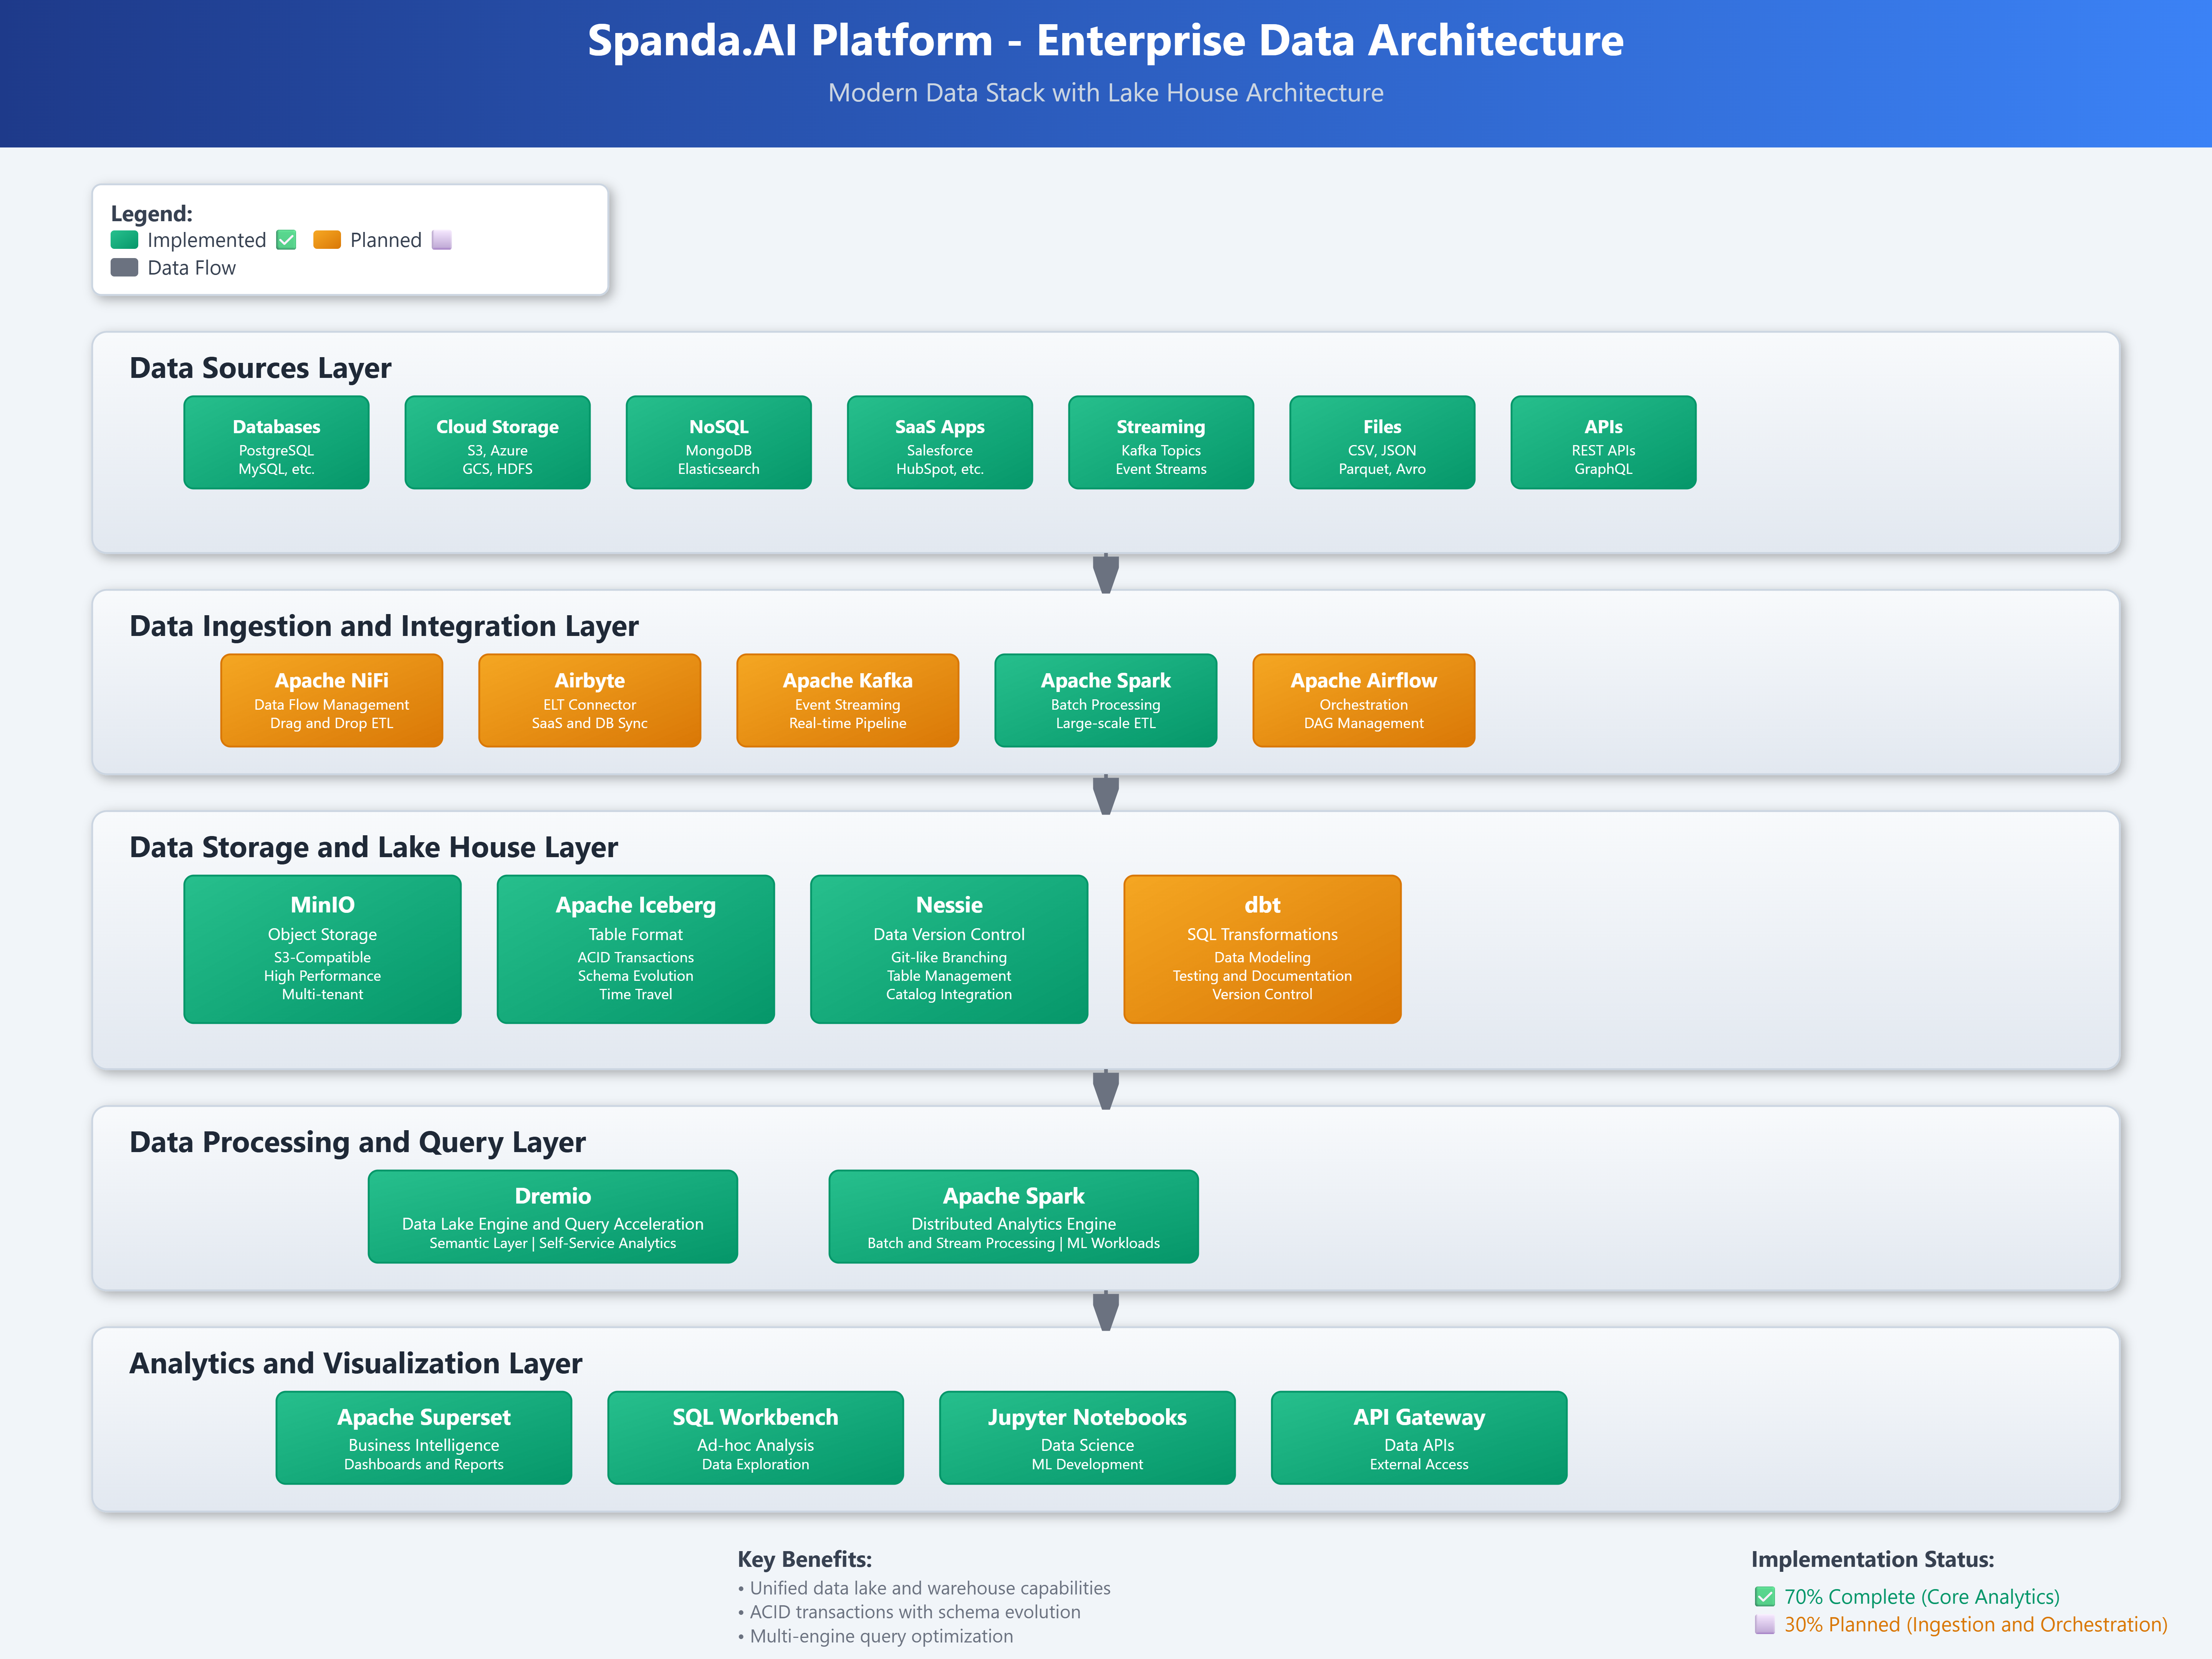 Spanda.AI Platform - Enterprise Data Architecture
Modern Data Stack with Lake House Architecture
Legend:
Implemented ✅ Planned
Data Flow
Data Sources Layer
Databases
PostgreSQL
MySQL, etc.
Cloud Storage
S3, Azure
GCS, HDFS
NoSQL
MongoDB
Elasticsearch
SaaS Apps
Salesforce
HubSpot, etc.
Streaming
Kafka Topics
Event Streams
Files
CSV, JSON
Parquet, Avro
APIs
REST APIs
GraphQL
Data Ingestion and Integration Layer
Apache NiFi
Data Flow Management
Drag and Drop ETL
Airbyte
ELT Connector
SaaS and DB Sync
Apache Kafka
Event Streaming
Real-time Pipeline
Apache Spark
Batch Processing
Large-scale ETL
Apache Airflow
Orchestration
DAG Management
Data Storage and Lake House Layer
MinIO
Object Storage
S3-Compatible
High Performance
Multi-tenant
Apache Iceberg
Table Format
ACID Transactions
Schema Evolution
Time Travel
Nessie
Data Version Control
Git-like Branching
Table Management
Catalog Integration
dbt
SQL Transformations
Data Modeling
Testing and Documentation
Version Control
Data Processing and Query Layer
Dremio
Data Lake Engine and Query Acceleration
Semantic Layer | Self-Service Analytics
Apache Spark
Distributed Analytics Engine
Batch and Stream Processing | ML Workloads
Analytics and Visualization Layer
Apache Superset
Business Intelligence
Dashboards and Reports
SQL Workbench
Ad-hoc Analysis
Data Exploration
Jupyter Notebooks
Data Science
ML Development
API Gateway
Data APIs
External Access
Key Benefits:
• Unified data lake and warehouse capabilities
• ACID transactions with schema evolution
• Multi-engine query optimization
Implementation Status:
✅ 70% Complete (Core Analytics)
30% Planned (Ingestion and Orchestration)